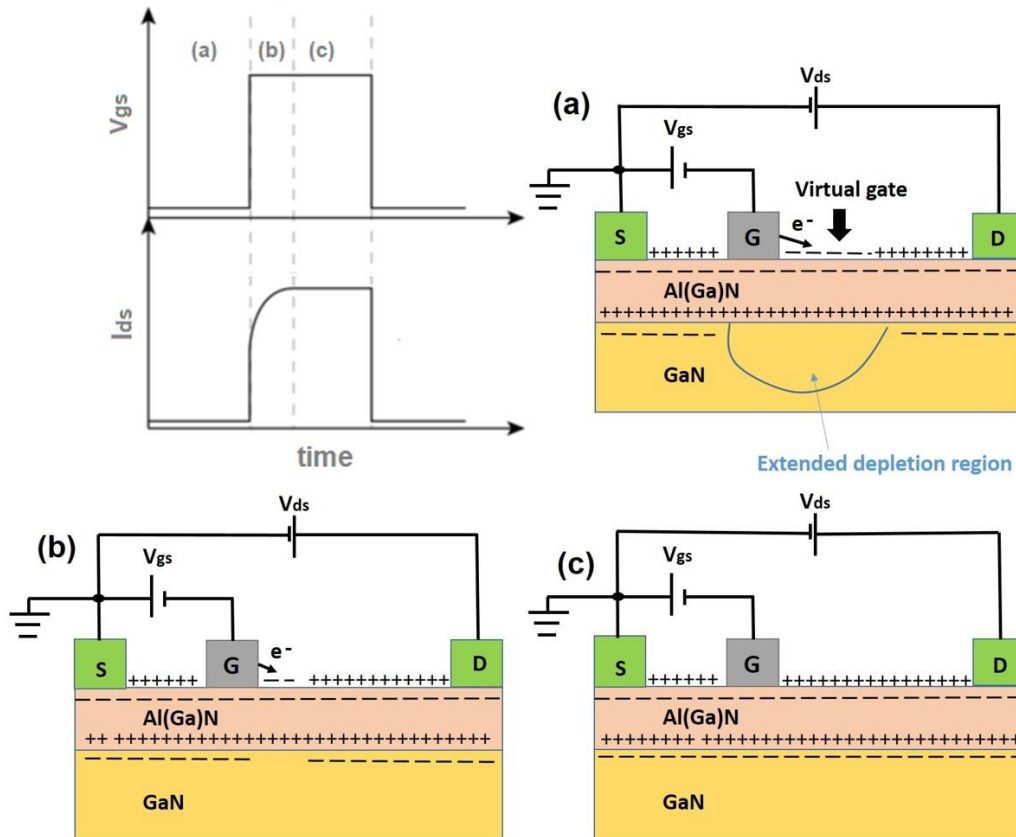 (a) (b) (c)
Vgs
Ids
time
(a)
Vds
Vgs
Virtual gate
e-
S
G
D
++++++
— — — — — —
++++++++
Al(Ga)N
++++++++++++++++++++++++++++++++++
GaN
Extended depletion region
(b)
Vds
Vgs
e-
S
G
D
++++++
— –
+++++++++++
Al(Ga)N
++ ++++++++++++++++++++++++++++
GaN
(c)
Vds
Vgs
S
G
D
++++++
+++++++++++++++
Al(Ga)N
+++++++ +++++++++++++++++++++++
GaN